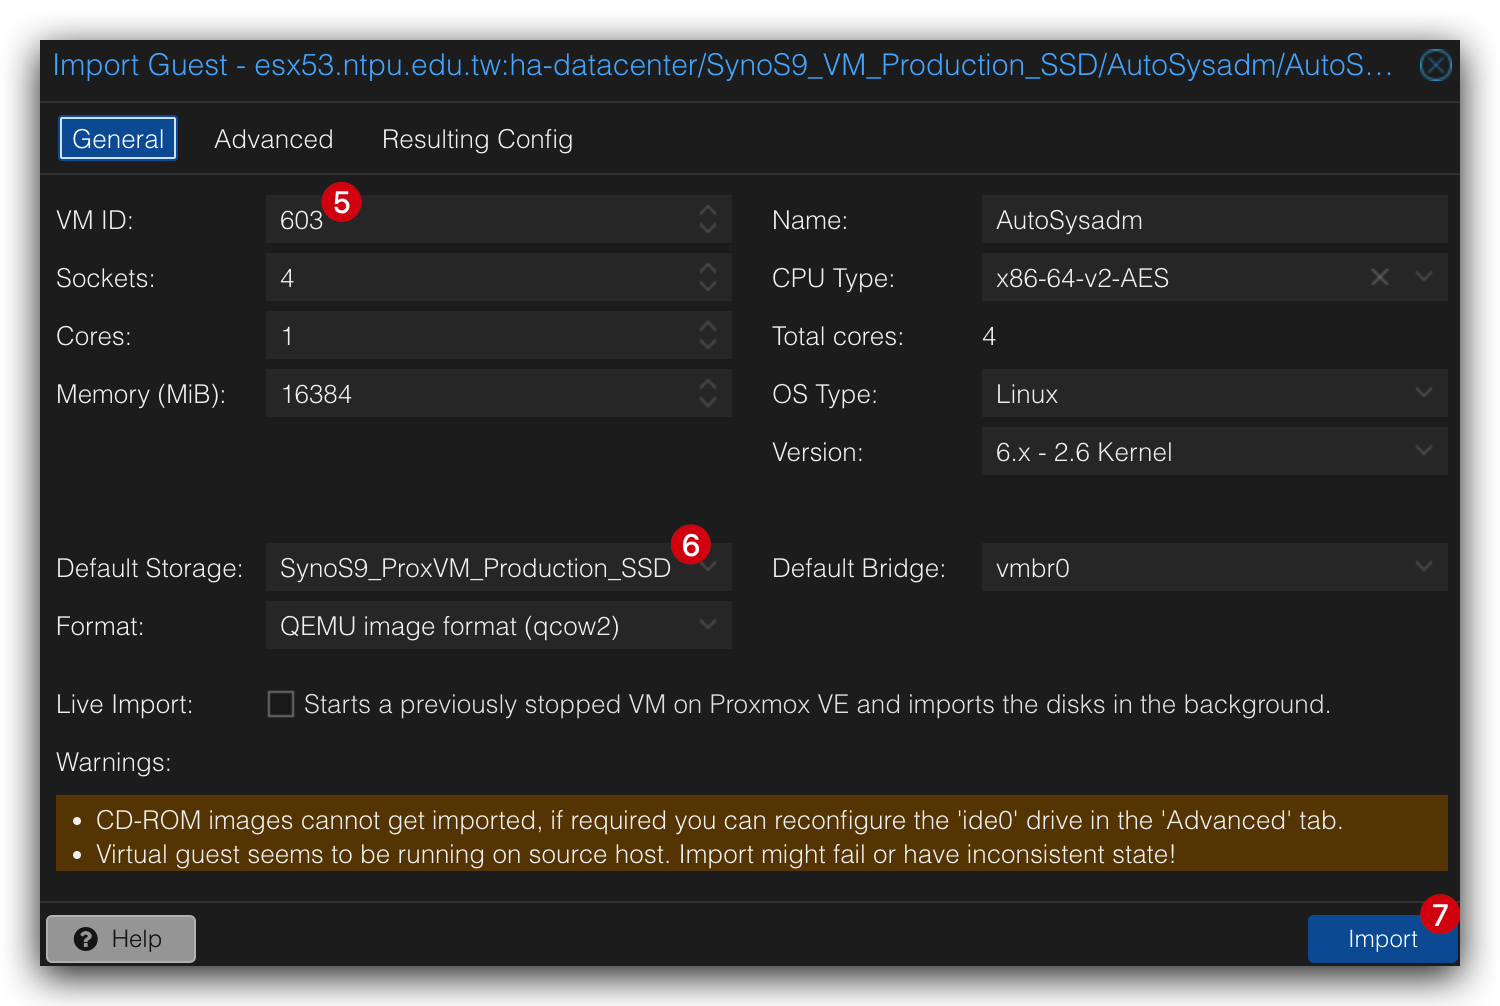 Import Guest - esx53.ntpu.edu.tw:ha-datacenter/SynoS9_VM_Production_SSD/AutoSysadm/AutoS...
General Advanced Resulting Config
VM ID: 603 5
Name: AutoSysadm
Sockets: 4
CPU Type: x86-64-v2-AES
Cores: 1
Total cores: 4
Memory (MiB): 16384
OS Type: Linux
Version: 6.x - 2.6 Kernel
Default Storage: SynoS9_ProxVM_Production_SSD 6
Default Bridge: vmbr0
Format: QEMU image format (qcow2)
Live Import: Starts a previously stopped VM on Proxmox VE and imports the disks in the background.
Warnings:
• CD-ROM images cannot get imported, if required you can reconfigure the 'ide0' drive in the 'Advanced' tab.
• Virtual guest seems to be running on source host. Import might fail or have inconsistent state!
? Help
Import 7